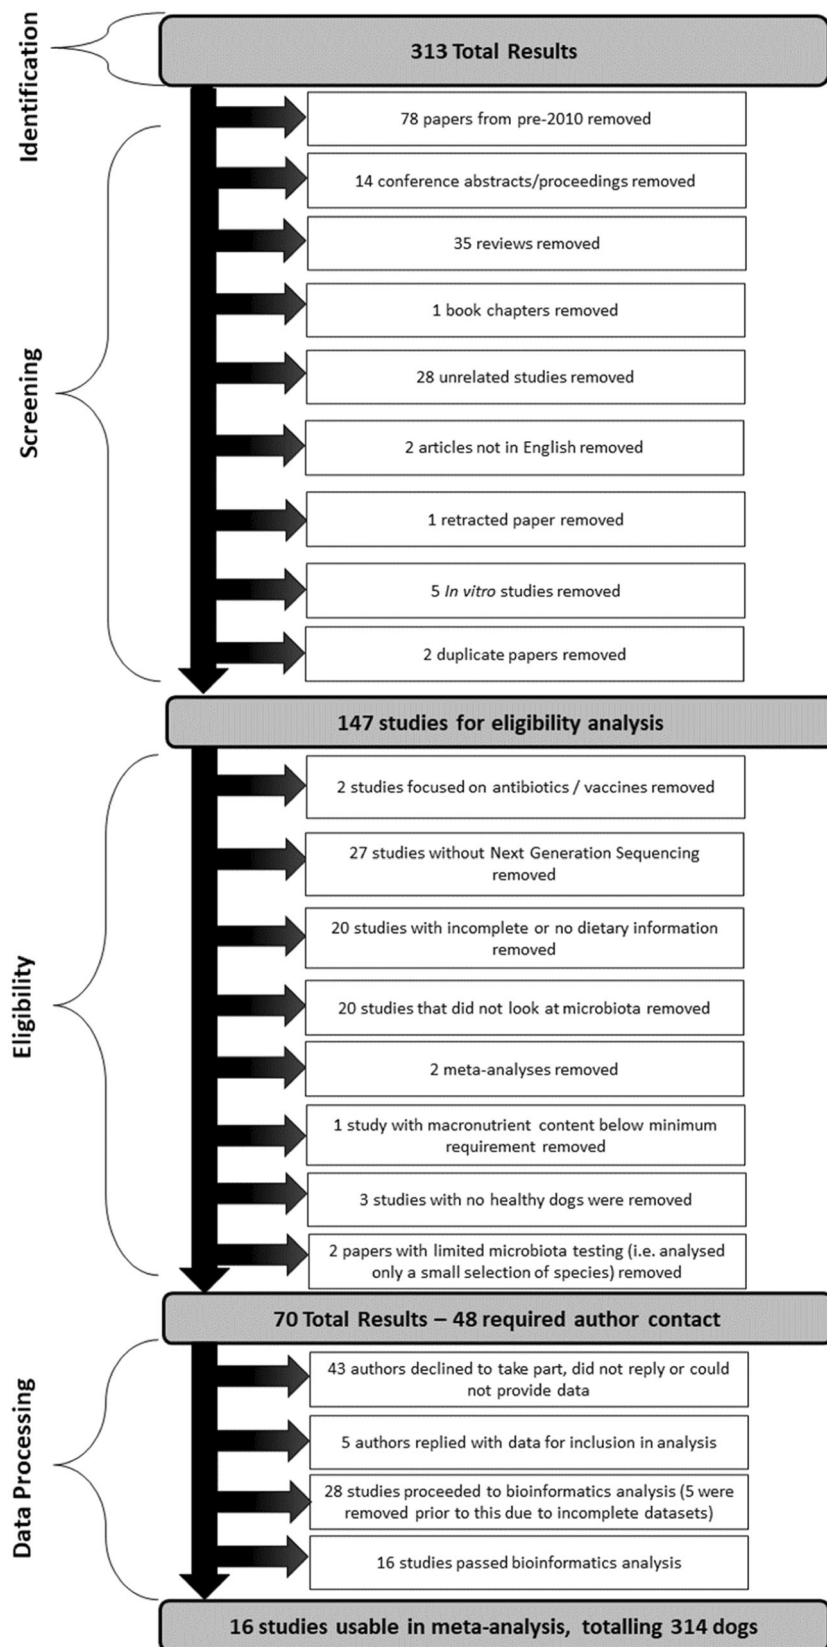 Identification
313 Total Results
Screening
78 papers from pre-2010 removed
14 conference abstracts/proceedings removed
35 reviews removed
1 book chapters removed
28 unrelated studies removed
2 articles not in English removed
1 retracted paper removed
5 In vitro studies removed
2 duplicate papers removed
147 studies for eligibility analysis
Eligibility
2 studies focused on antibiotics / vaccines removed
27 studies without Next Generation Sequencing
removed
20 studies with incomplete or no dietary information
removed
20 studies that did not look at microbiota removed
2 meta-analyses removed
1 study with macronutrient content below minimum
requirement removed
3 studies with no healthy dogs were removed
2 papers with limited microbiota testing (i.e. analysed
only a small selection of species) removed
70 Total Results – 48 required author contact
Data Processing
43 authors declined to take part, did not reply or could
not provide data
5 authors replied with data for inclusion in analysis
28 studies proceeded to bioinformatics analysis (5 were
removed prior to this due to incomplete datasets)
16 studies passed bioinformatics analysis
16 studies usable in meta-analysis, totalling 314 dogs